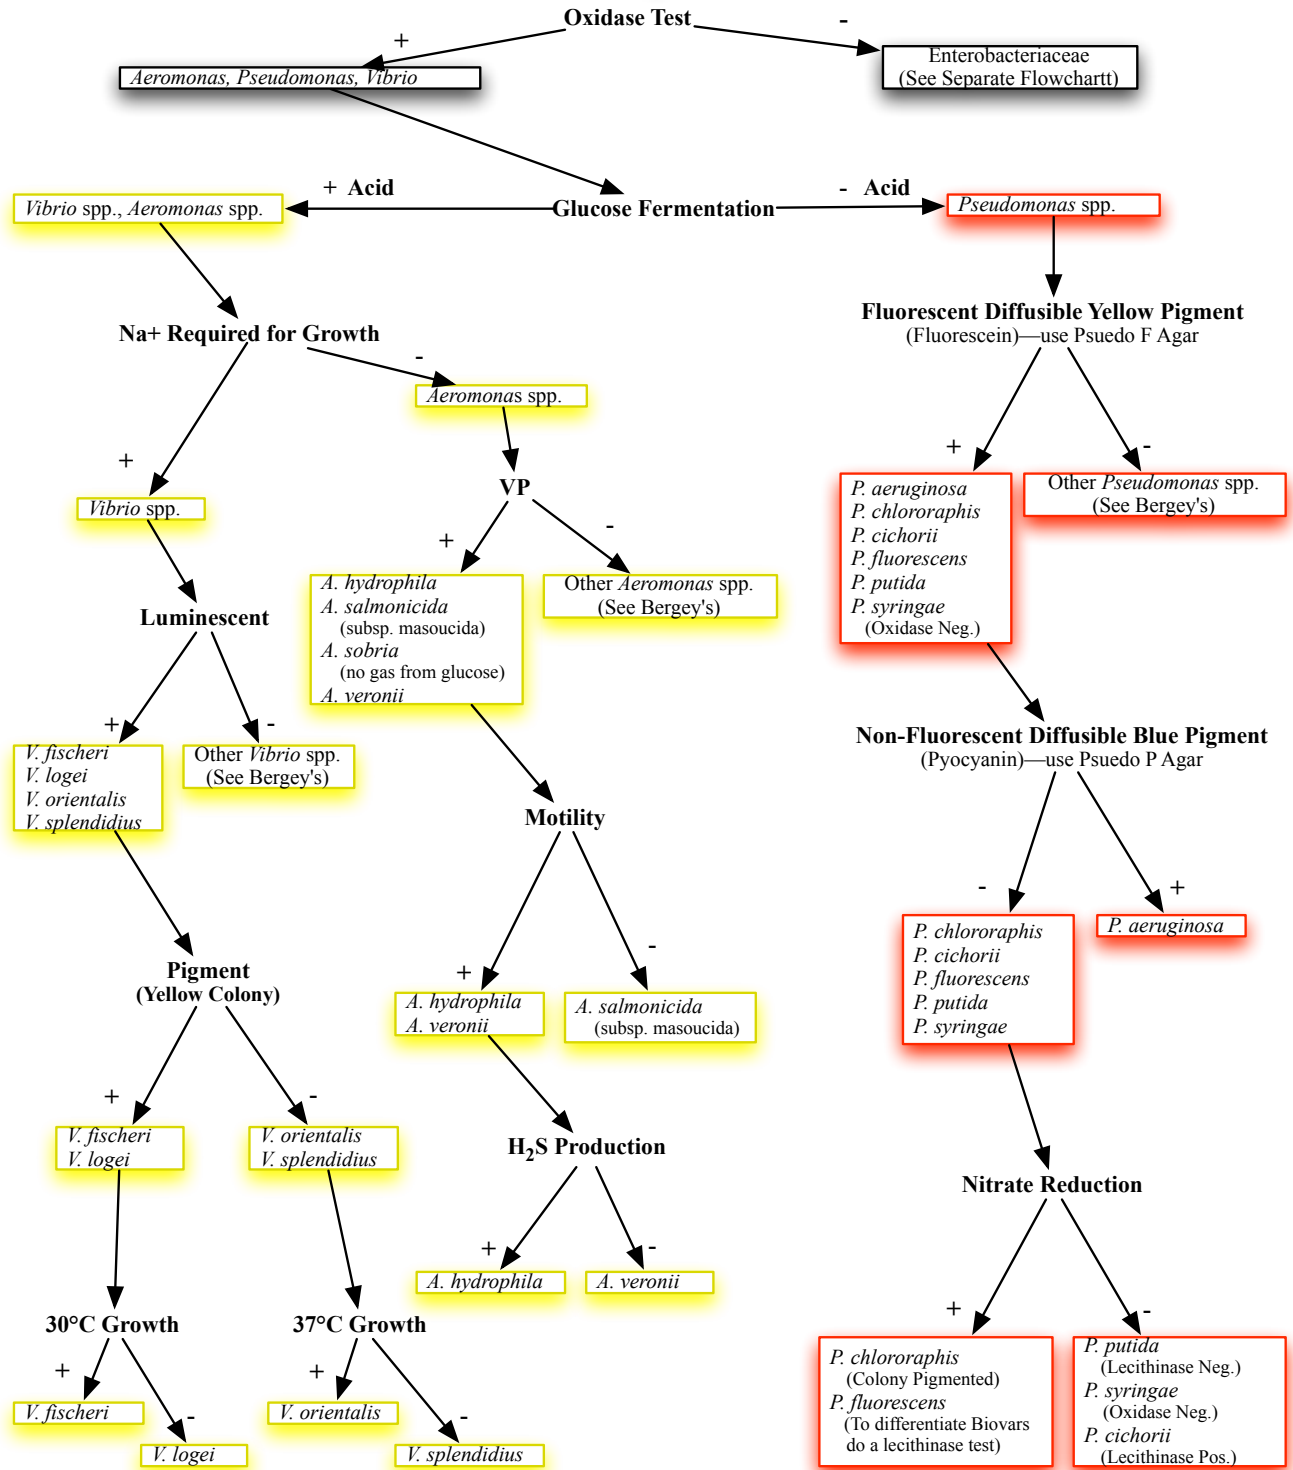 Oxidase Test
+
-
Aeromonas, Pseudomonas, Vibrio
Enterobacteriaceae
(See Separate Flowchartt)
+ Acid
- Acid
Vibrio spp., Aeromonas spp.
Glucose Fermentation
Pseudomonas spp.
Na+ Required for Growth
-
+
Aeromonas spp.
Vibrio spp.
VP
+
-
A. hydrophila
A. salmonicida
(subsp. masoucida)
A. sobria
(no gas from glucose)
A. veronii
Other Aeromonas spp.
(See Bergey's)
Luminescent
+
-
V. fischeri
V. logei
V. orientalis
V. splendidius
Other Vibrio spp.
(See Bergey's)
Motility
+
-
A. hydrophila
A. veronii
A. salmonicida
(subsp. masoucida)
Pigment
(Yellow Colony)
+
-
V. fischeri
V. logei
V. orientalis
V. splendidius
H2S Production
+
-
A. hydrophila
A. veronii
30°C Growth
+
-
V. fischeri
V. logei
37°C Growth
+
-
V. orientalis
V. splendidius
Fluorescent Diffusible Yellow Pigment
(Fluorescein)—use Psuedo F Agar
+
-
P. aeruginosa
P. chlororaphis
P. cichorii
P. fluorescens
P. putida
P. syringae
(Oxidase Neg.)
Other Pseudomonas spp.
(See Bergey's)
Non-Fluorescent Diffusible Blue Pigment
(Pyocyanin)—use Psuedo P Agar
-
+
P. chlororaphis
P. cichorii
P. fluorescens
P. putida
P. syringae
P. aeruginosa
Nitrate Reduction
+
-
P. chlororaphis
(Colony Pigmented)
P. fluorescens
(To differentiate Biovars
do a lecithinase test)
P. putida
(Lecithinase Neg.)
P. syringae
(Oxidase Neg.)
P. cichorii
(Lecithinase Pos.)